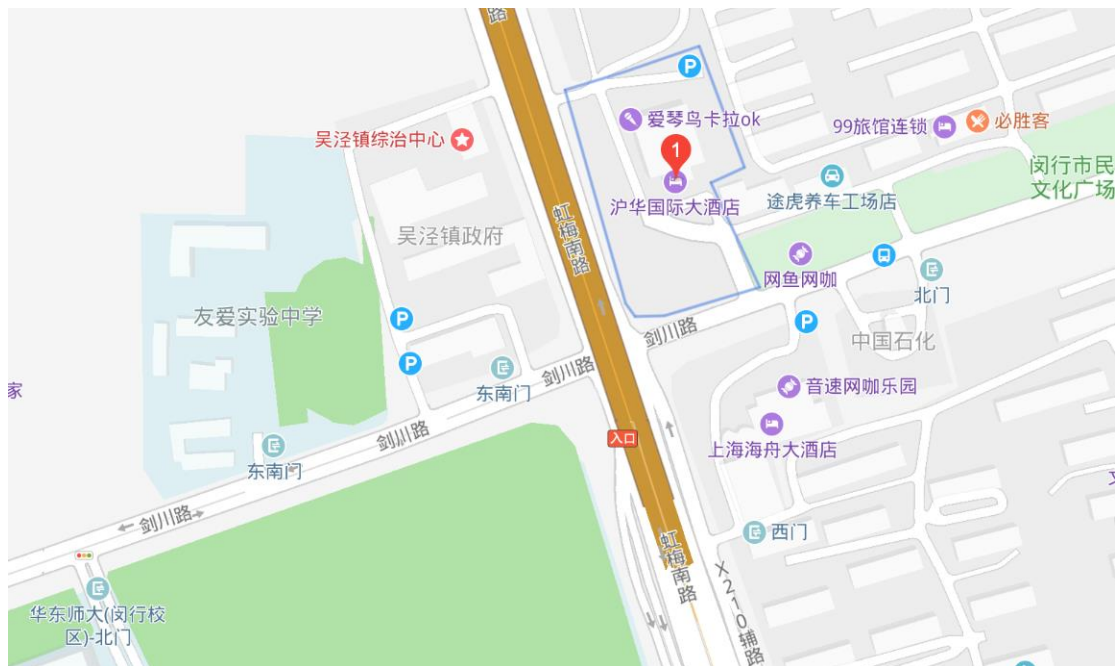 路
P
爱琴鸟卡拉ok
99旅馆连锁
必胜客
吴泾镇综治中心
1
闵行市民
文化广场
途虎养车工场店
沪华国际大酒店
虹梅南路
吴泾镇政府
网鱼网咖
北门
友爱实验中学
P
P
剑川路
中国石化
P
剑川路
东南门
家
音速网咖乐园
剑川路
入口
上海海舟大酒店
东南门
剑川路
西门
虹梅南路
X210辅路
华东师大(闵行校
区)-北门